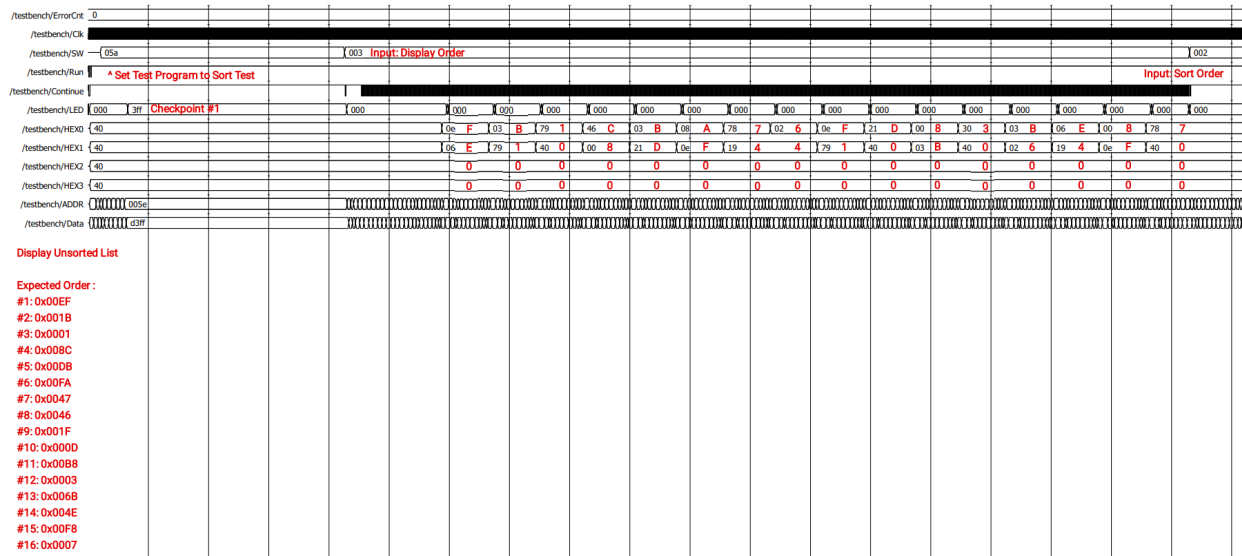 /testbench/ErrorCnt 0
/testbench/Clk
/testbench/SW 05a 003 Input: Display Order 002
/testbench/Run ^ Set Test Program to Sort Test Input: Sort Order
/testbench/Continue
/testbench/LED 000 3ff Checkpoint #1 000 000 000 000 000 000 000 000 000 000 000 000 000 000 000 000 000
/testbench/HEX0 40 0e F 03 B 79 1 46 C 03 B 08 A 78 7 02 6 0e F 21 D 00 8 30 3 03 B 06 E 00 8 78 7
/testbench/HEX1 40 06 E 79 1 40 0 00 8 21 D 0e F 19 4 4 79 1 40 0 03 B 40 0 02 6 19 4 0e F 40 0
/testbench/HEX2 40 0 0 0 0 0 0 0 0 0 0 0 0 0 0 0 0
/testbench/HEX3 40 0 0 0 0 0 0 0 0 0 0 0 0 0 0 0 0
/testbench/ADDR 005e
/testbench/Data d3ff
Display Unsorted List
Expected Order :
#1: 0x00EF
#2: 0x001B
#3: 0x0001
#4: 0x008C
#5: 0x00DB
#6: 0x00FA
#7: 0x0047
#8: 0x0046
#9: 0x001F
#10: 0x000D
#11: 0x00B8
#12: 0x0003
#13: 0x006B
#14: 0x004E
#15: 0x00F8
#16: 0x0007